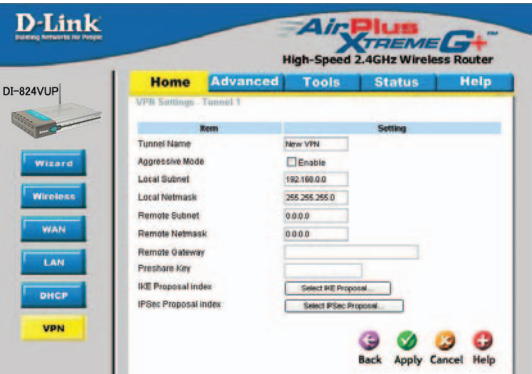 D-Link
Building Networks for People
AirPlus
XTREME G+™
High-Speed 2.4GHz Wireless Router
DI-824VUP
Home Advanced Tools Status Help
VPN Settings - Tunnel 1
Item Setting
Tunnel Name New VPN
Aggressive Mode Enable
Local Subnet 192.168.0.0
Local Netmask 255.255.255.0
Remote Subnet 0.0.0.0
Remote Netmask 0.0.0.0
Remote Gateway
Preshare Key
IKE Proposal index Select IKE Proposal...
IPSec Proposal index Select IPSec Proposal...
Wizard
Wireless
WAN
LAN
DHCP
VPN
Back Apply Cancel Help